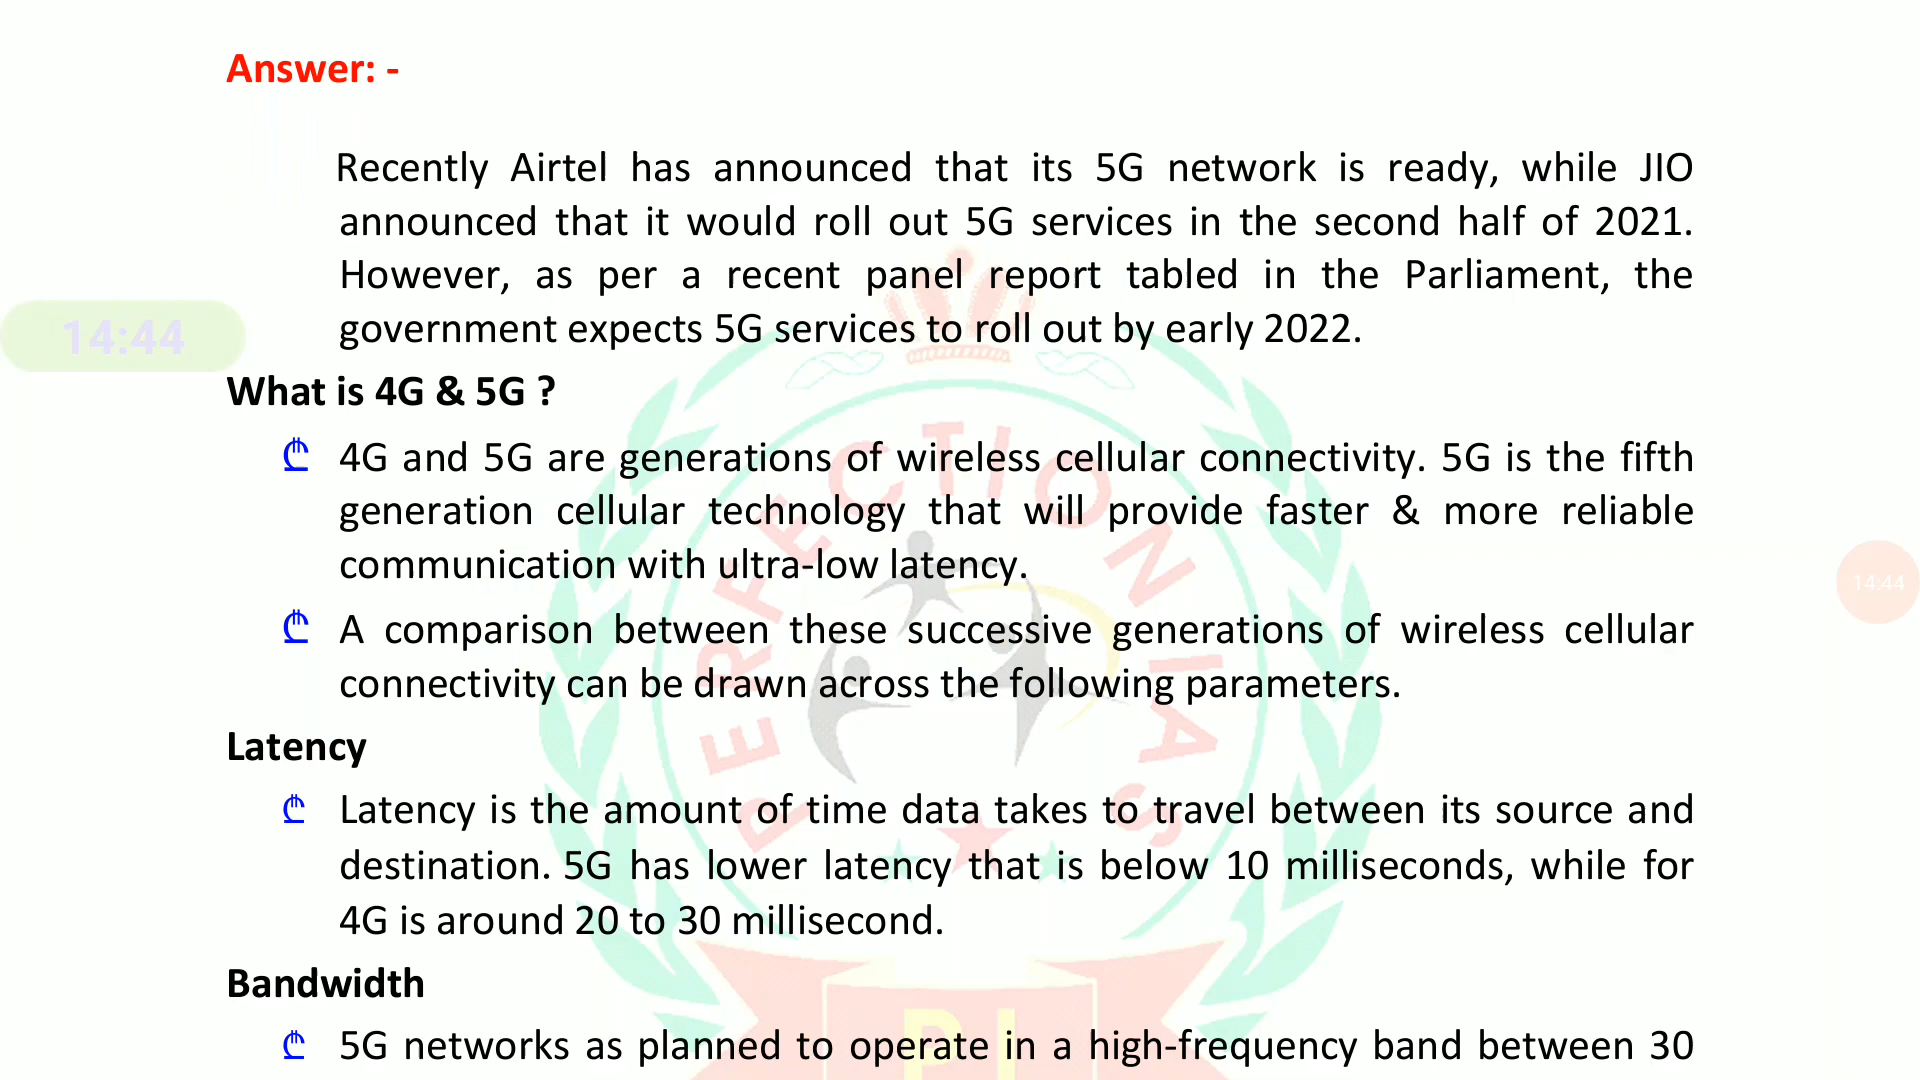 Answer: -
Recently Airtel has announced that its 5G network is ready, while JIO
announced that it would roll out 5G services in the second half of 2021.
However, as per a recent panel report tabled in the Parliament, the
government expects 5G services to roll out by early 2022.
14:44
What is 4G & 5G ?
4G and 5G are generations of wireless cellular connectivity. 5G is the fifth
generation cellular technology that will provide faster & more reliable
communication with ultra-low latency.
14:44
A comparison between these successive generations of wireless cellular
connectivity can be drawn across the following parameters.
Latency
Latency is the amount of time data takes to travel between its source and
destination. 5G has lower latency that is below 10 milliseconds, while for
4G is around 20 to 30 millisecond.
Bandwidth
5G networks as planned to operate in a high-frequency band between 30
PERFECTION IAS
P I